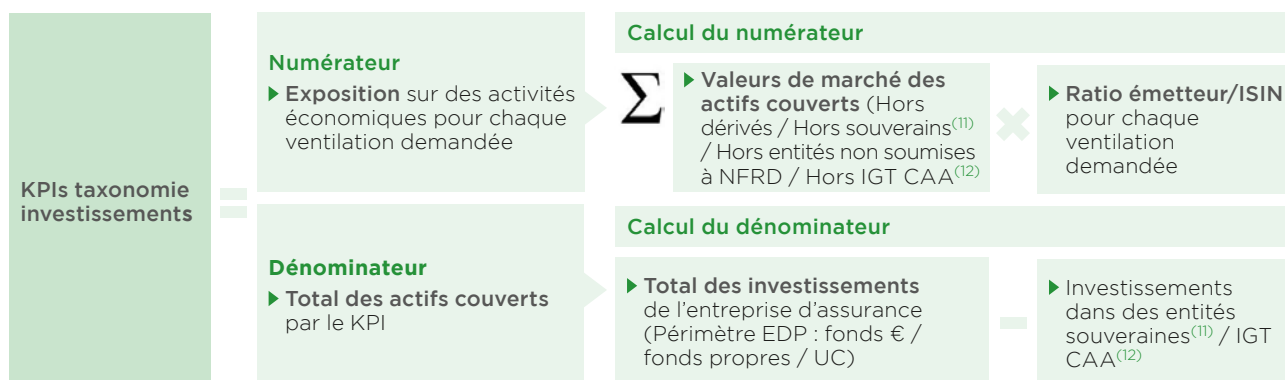 KPIs taxonomie
investissements
Numérateur
Exposition sur des activités
économiques pour chaque
ventilation demandée
Calcul du numérateur
Σ
Valeurs de marché des
actifs couverts (Hors
dérivés / Hors souverains(11)
/ Hors entités non soumises
à NFRD / Hors IGT CAA(12)
Ratio émetteur/ISIN
pour chaque
ventilation
demandée
Dénominateur
Total des actifs couverts
par le KPI
Calcul du dénominateur
Total des investissements
de l’entreprise d’assurance
(Périmètre EDP : fonds € /
fonds propres / UC)
Investissements
dans des entités
souveraines(11) / IGT
CAA(12)